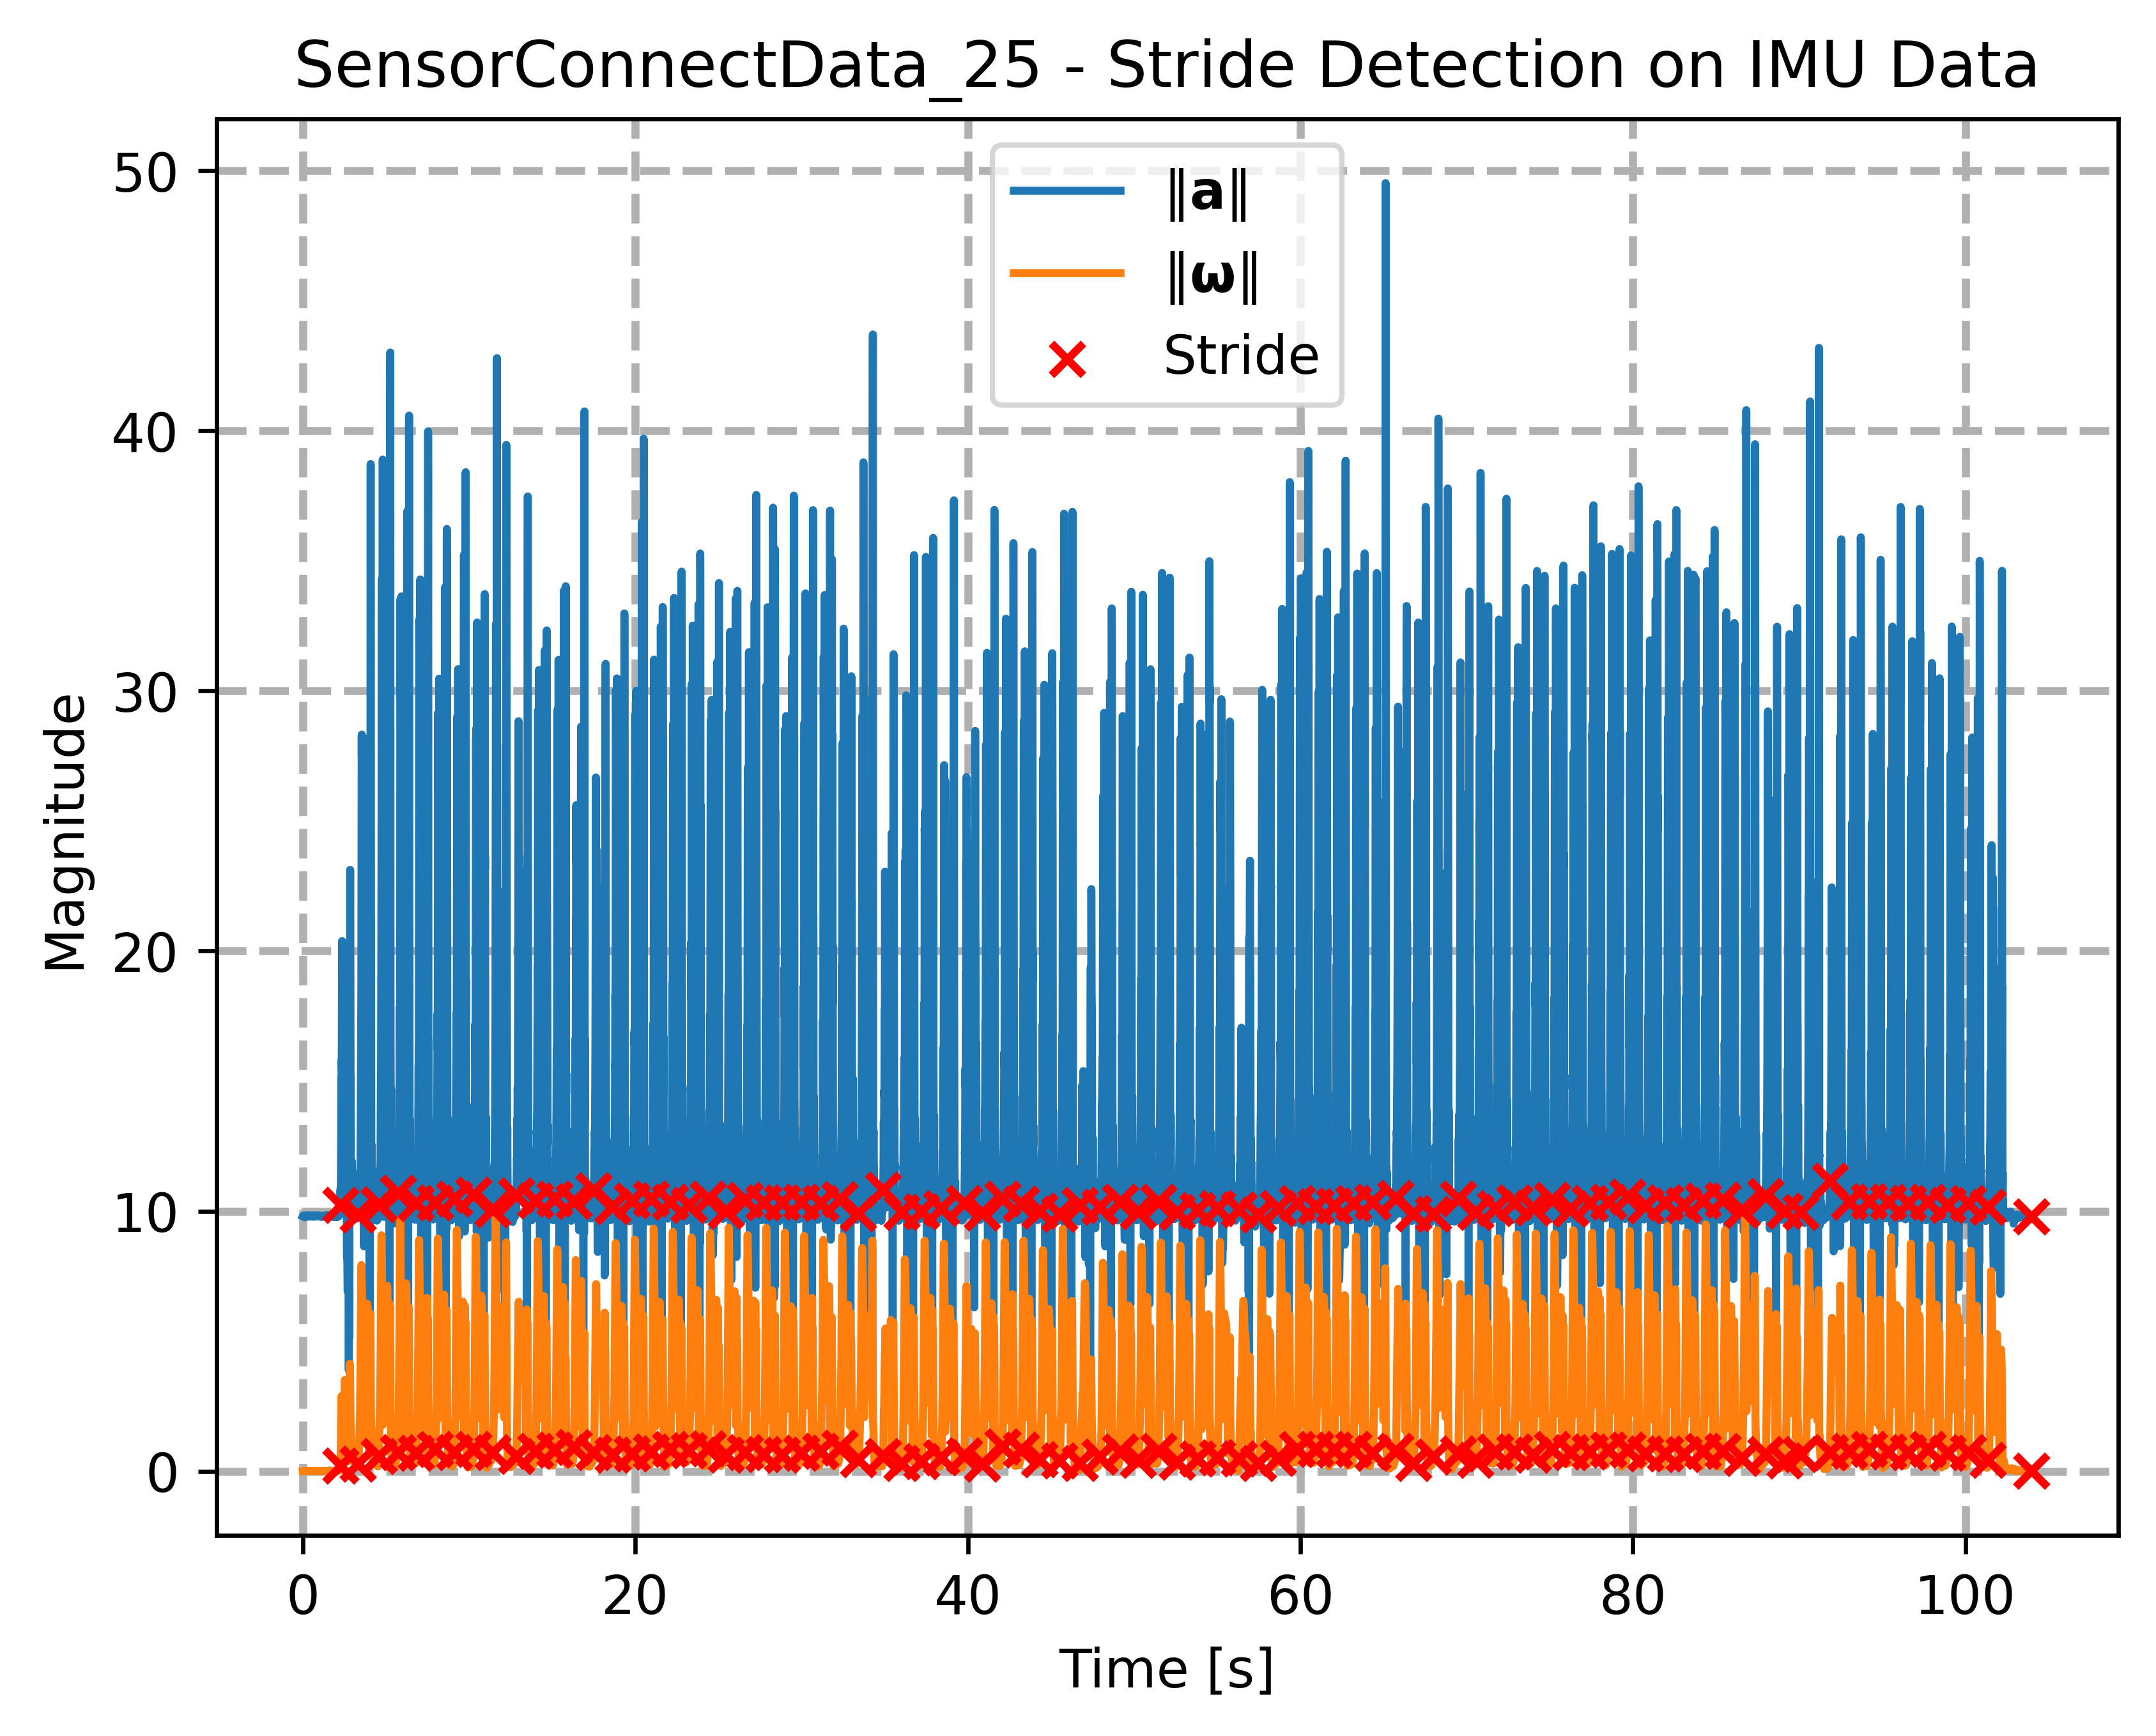 SensorConnectData_25 - Stride Detection on IMU Data
‖a‖
‖ω‖
Stride
Magnitude
50
40
30
20
10
0
0 20 40 60 80 100
Time [s]